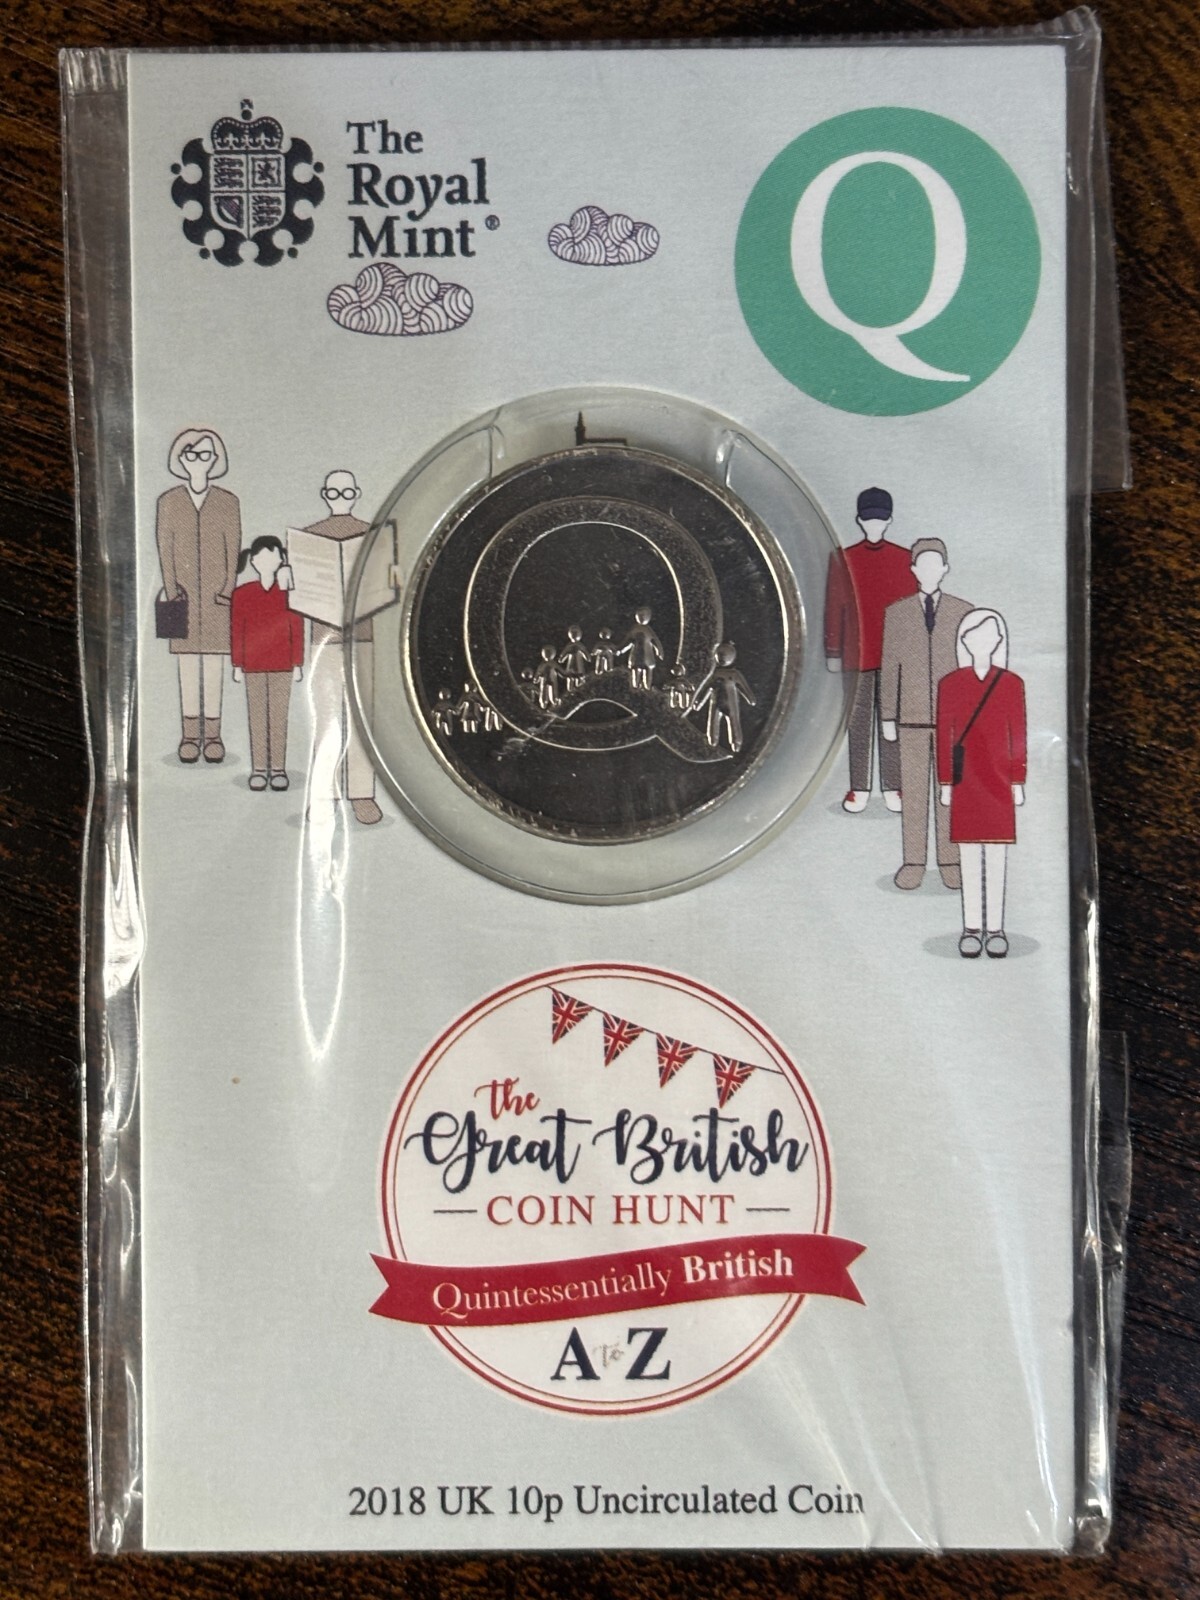 The
Royal
Mint®
Q
Q
the
Great British
COIN HUNT
Quintessentially British
A to Z
2018 UK 10p Uncirculated Coin